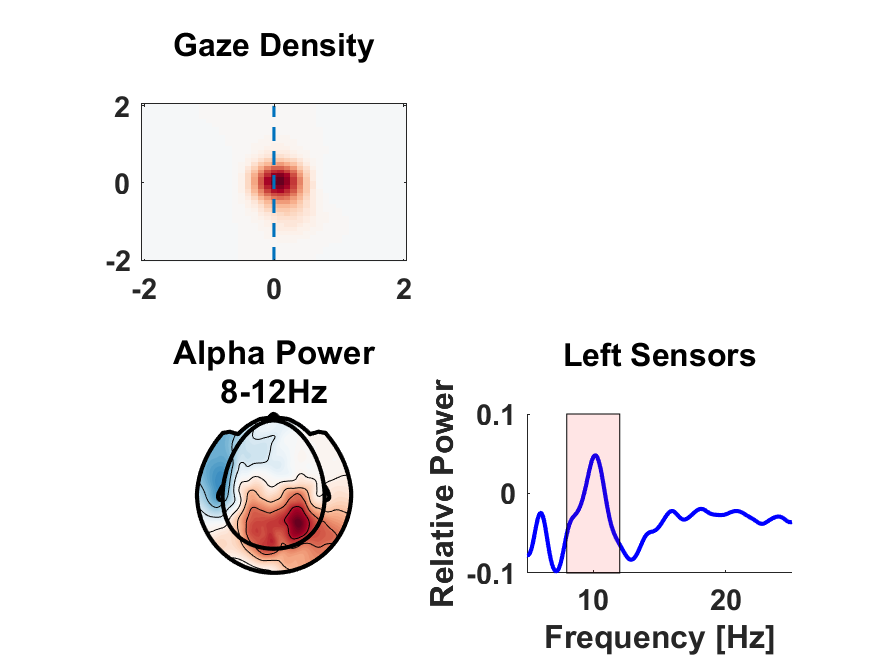 Gaze Density
2
0
-2
-2
0
2
Alpha Power
8-12Hz
Left Sensors
Relative Power
0.1
0
-0.1
10
20
Frequency [Hz]